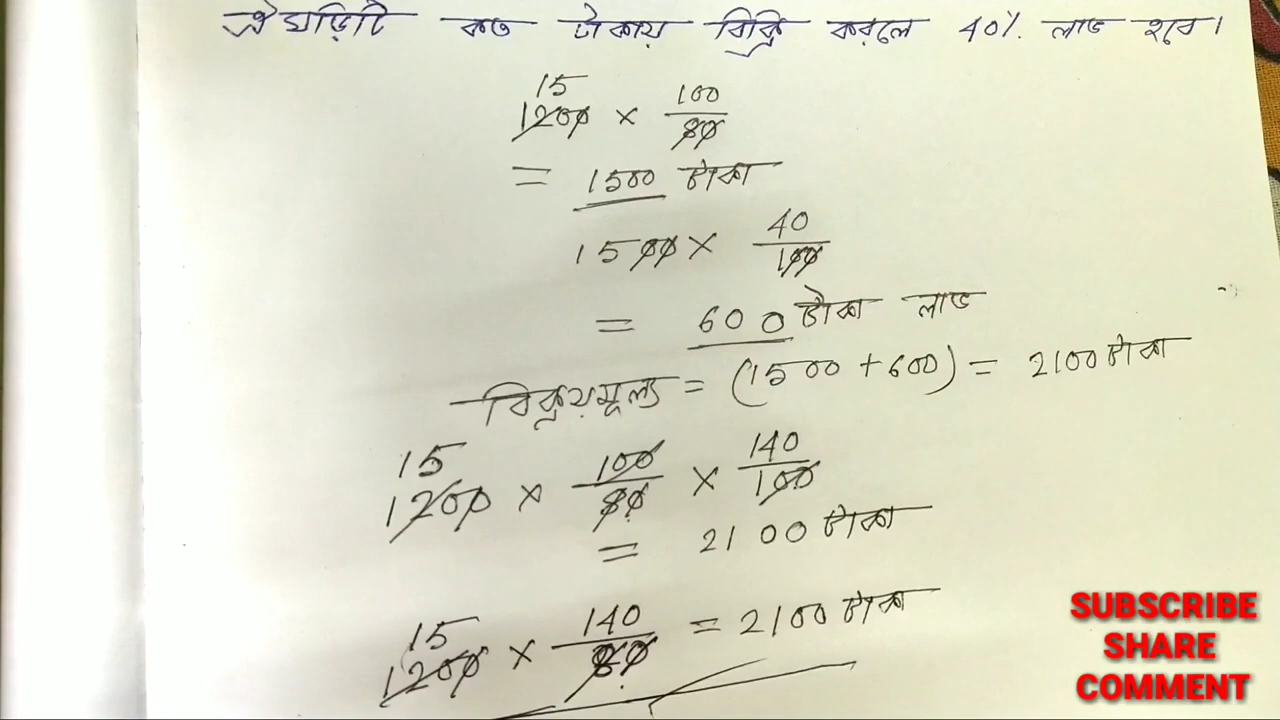 ঐ ঘড়িটি কত টাকায় বিক্রি করলে 40% লাভ হবে।
15
1200 × 100/80
= 1500 টাকা
1500 × 40/100
= 600 টাকা লাভ
বিক্রয়মূল্য = (1500 + 600) = 2100 টাকা
15
1200 × 100/80 × 140/100
= 2100 টাকা
15
1200 × 140/80 = 2100 টাকা
SUBSCRIBE
SHARE
COMMENT